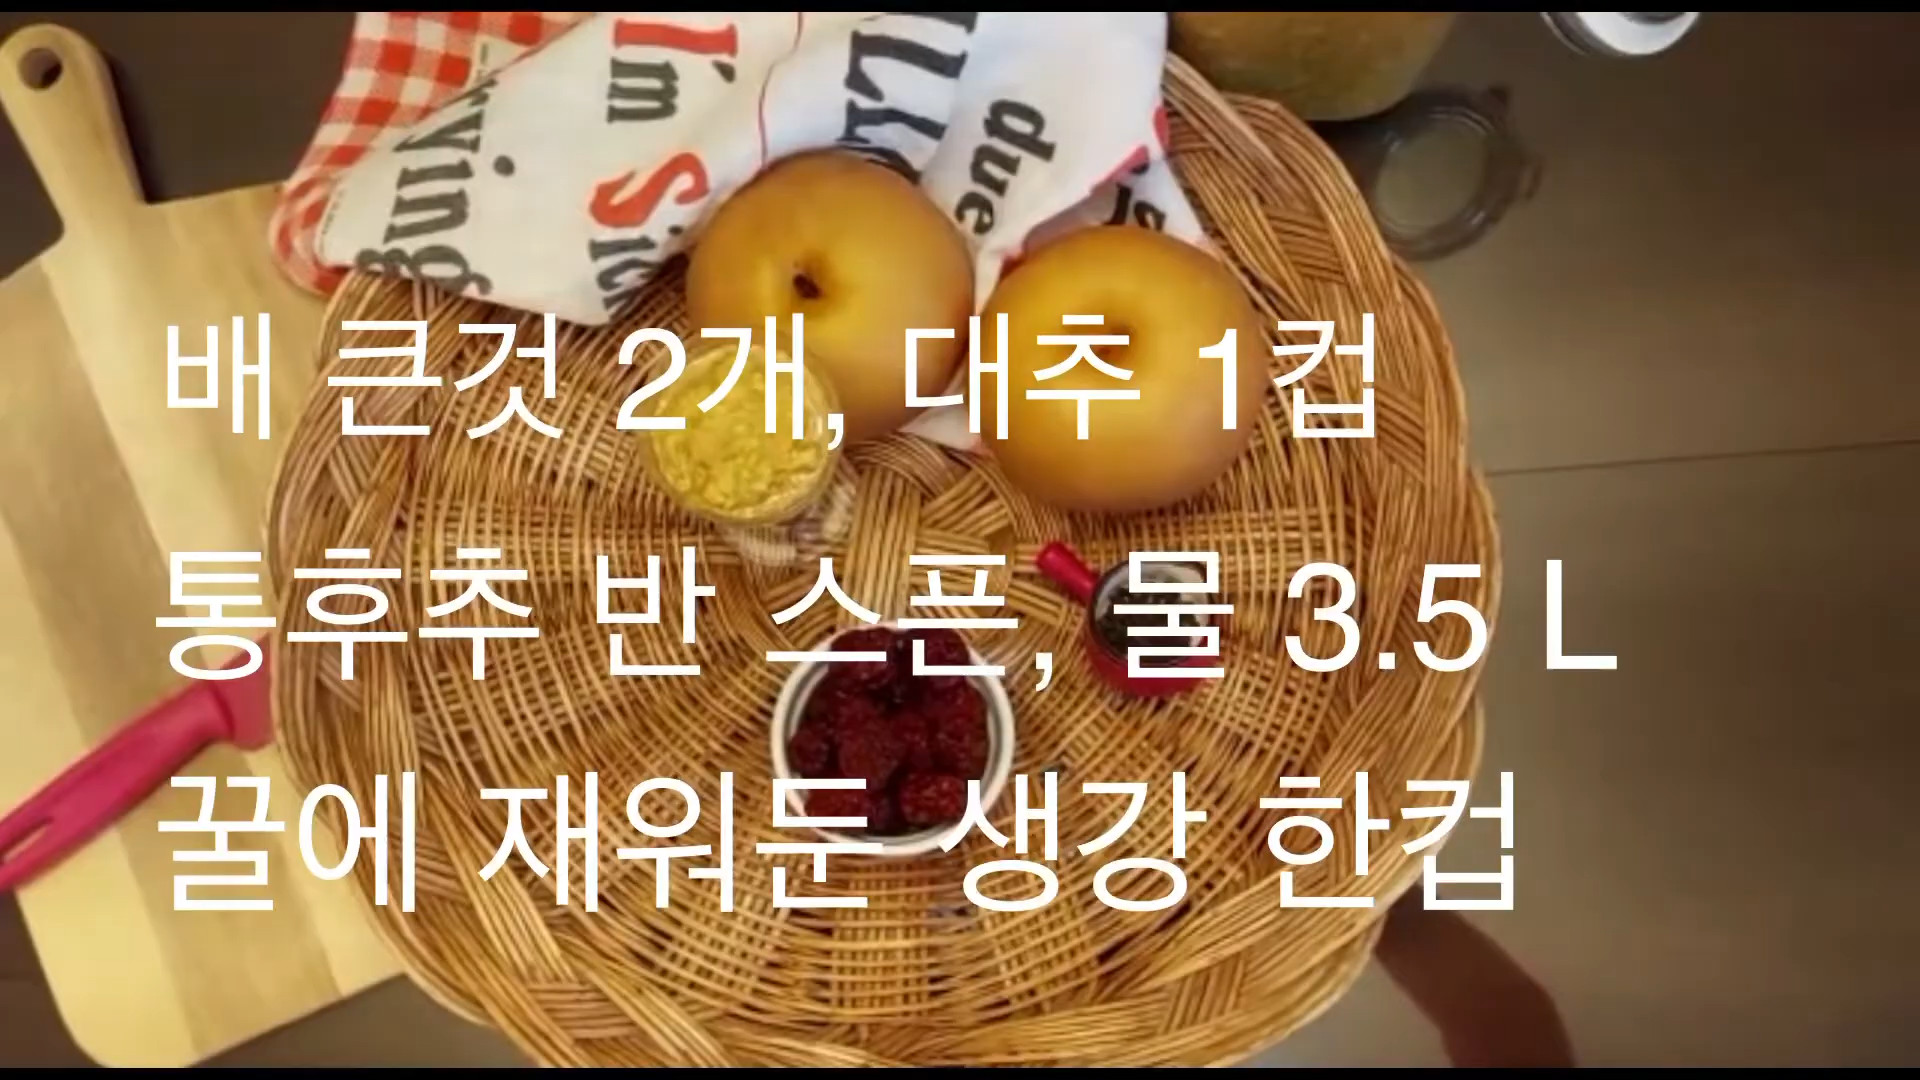 I'm
due
배 큰것 2개, 대추 1컵
통후추 반 스픈, 물 3.5 L
꿀에 재워둔 생강 한컵